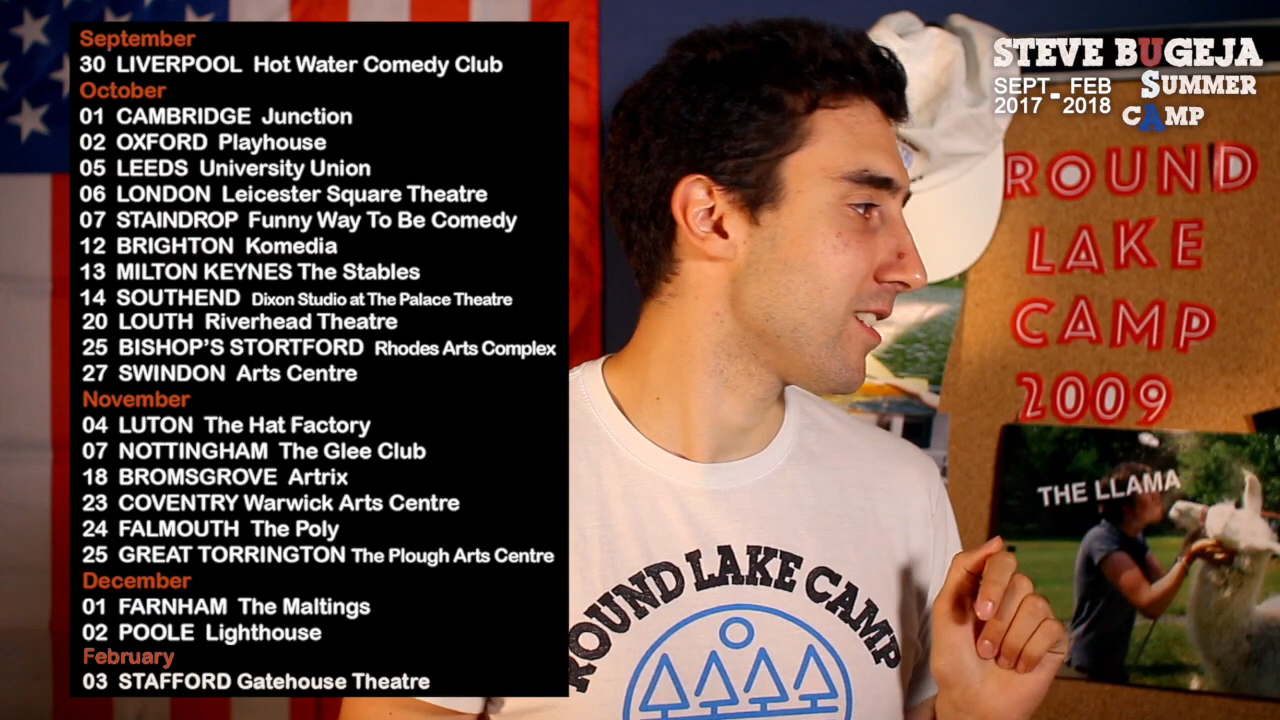 September
30 LIVERPOOL Hot Water Comedy Club
October
01 CAMBRIDGE Junction
02 OXFORD Playhouse
05 LEEDS University Union
06 LONDON Leicester Square Theatre
07 STAINDROP Funny Way To Be Comedy
12 BRIGHTON Komedia
13 MILTON KEYNES The Stables
14 SOUTHEND Dixon Studio at The Palace Theatre
20 LOUTH Riverhead Theatre
25 BISHOP'S STORTFORD Rhodes Arts Complex
27 SWINDON Arts Centre
November
04 LUTON The Hat Factory
07 NOTTINGHAM The Glee Club
18 BROMSGROVE Artrix
23 COVENTRY Warwick Arts Centre
24 FALMOUTH The Poly
25 GREAT TORRINGTON The Plough Arts Centre
December
01 FARNHAM The Maltings
02 POOLE Lighthouse
February
03 STAFFORD Gatehouse Theatre
STEVE BUGEJA
SEPT - FEB
2017 2018
SUMMER
CAMP
ROUND
LAKE
CAMP
2009
THE LLAMA
ROUND LAKE CAMP